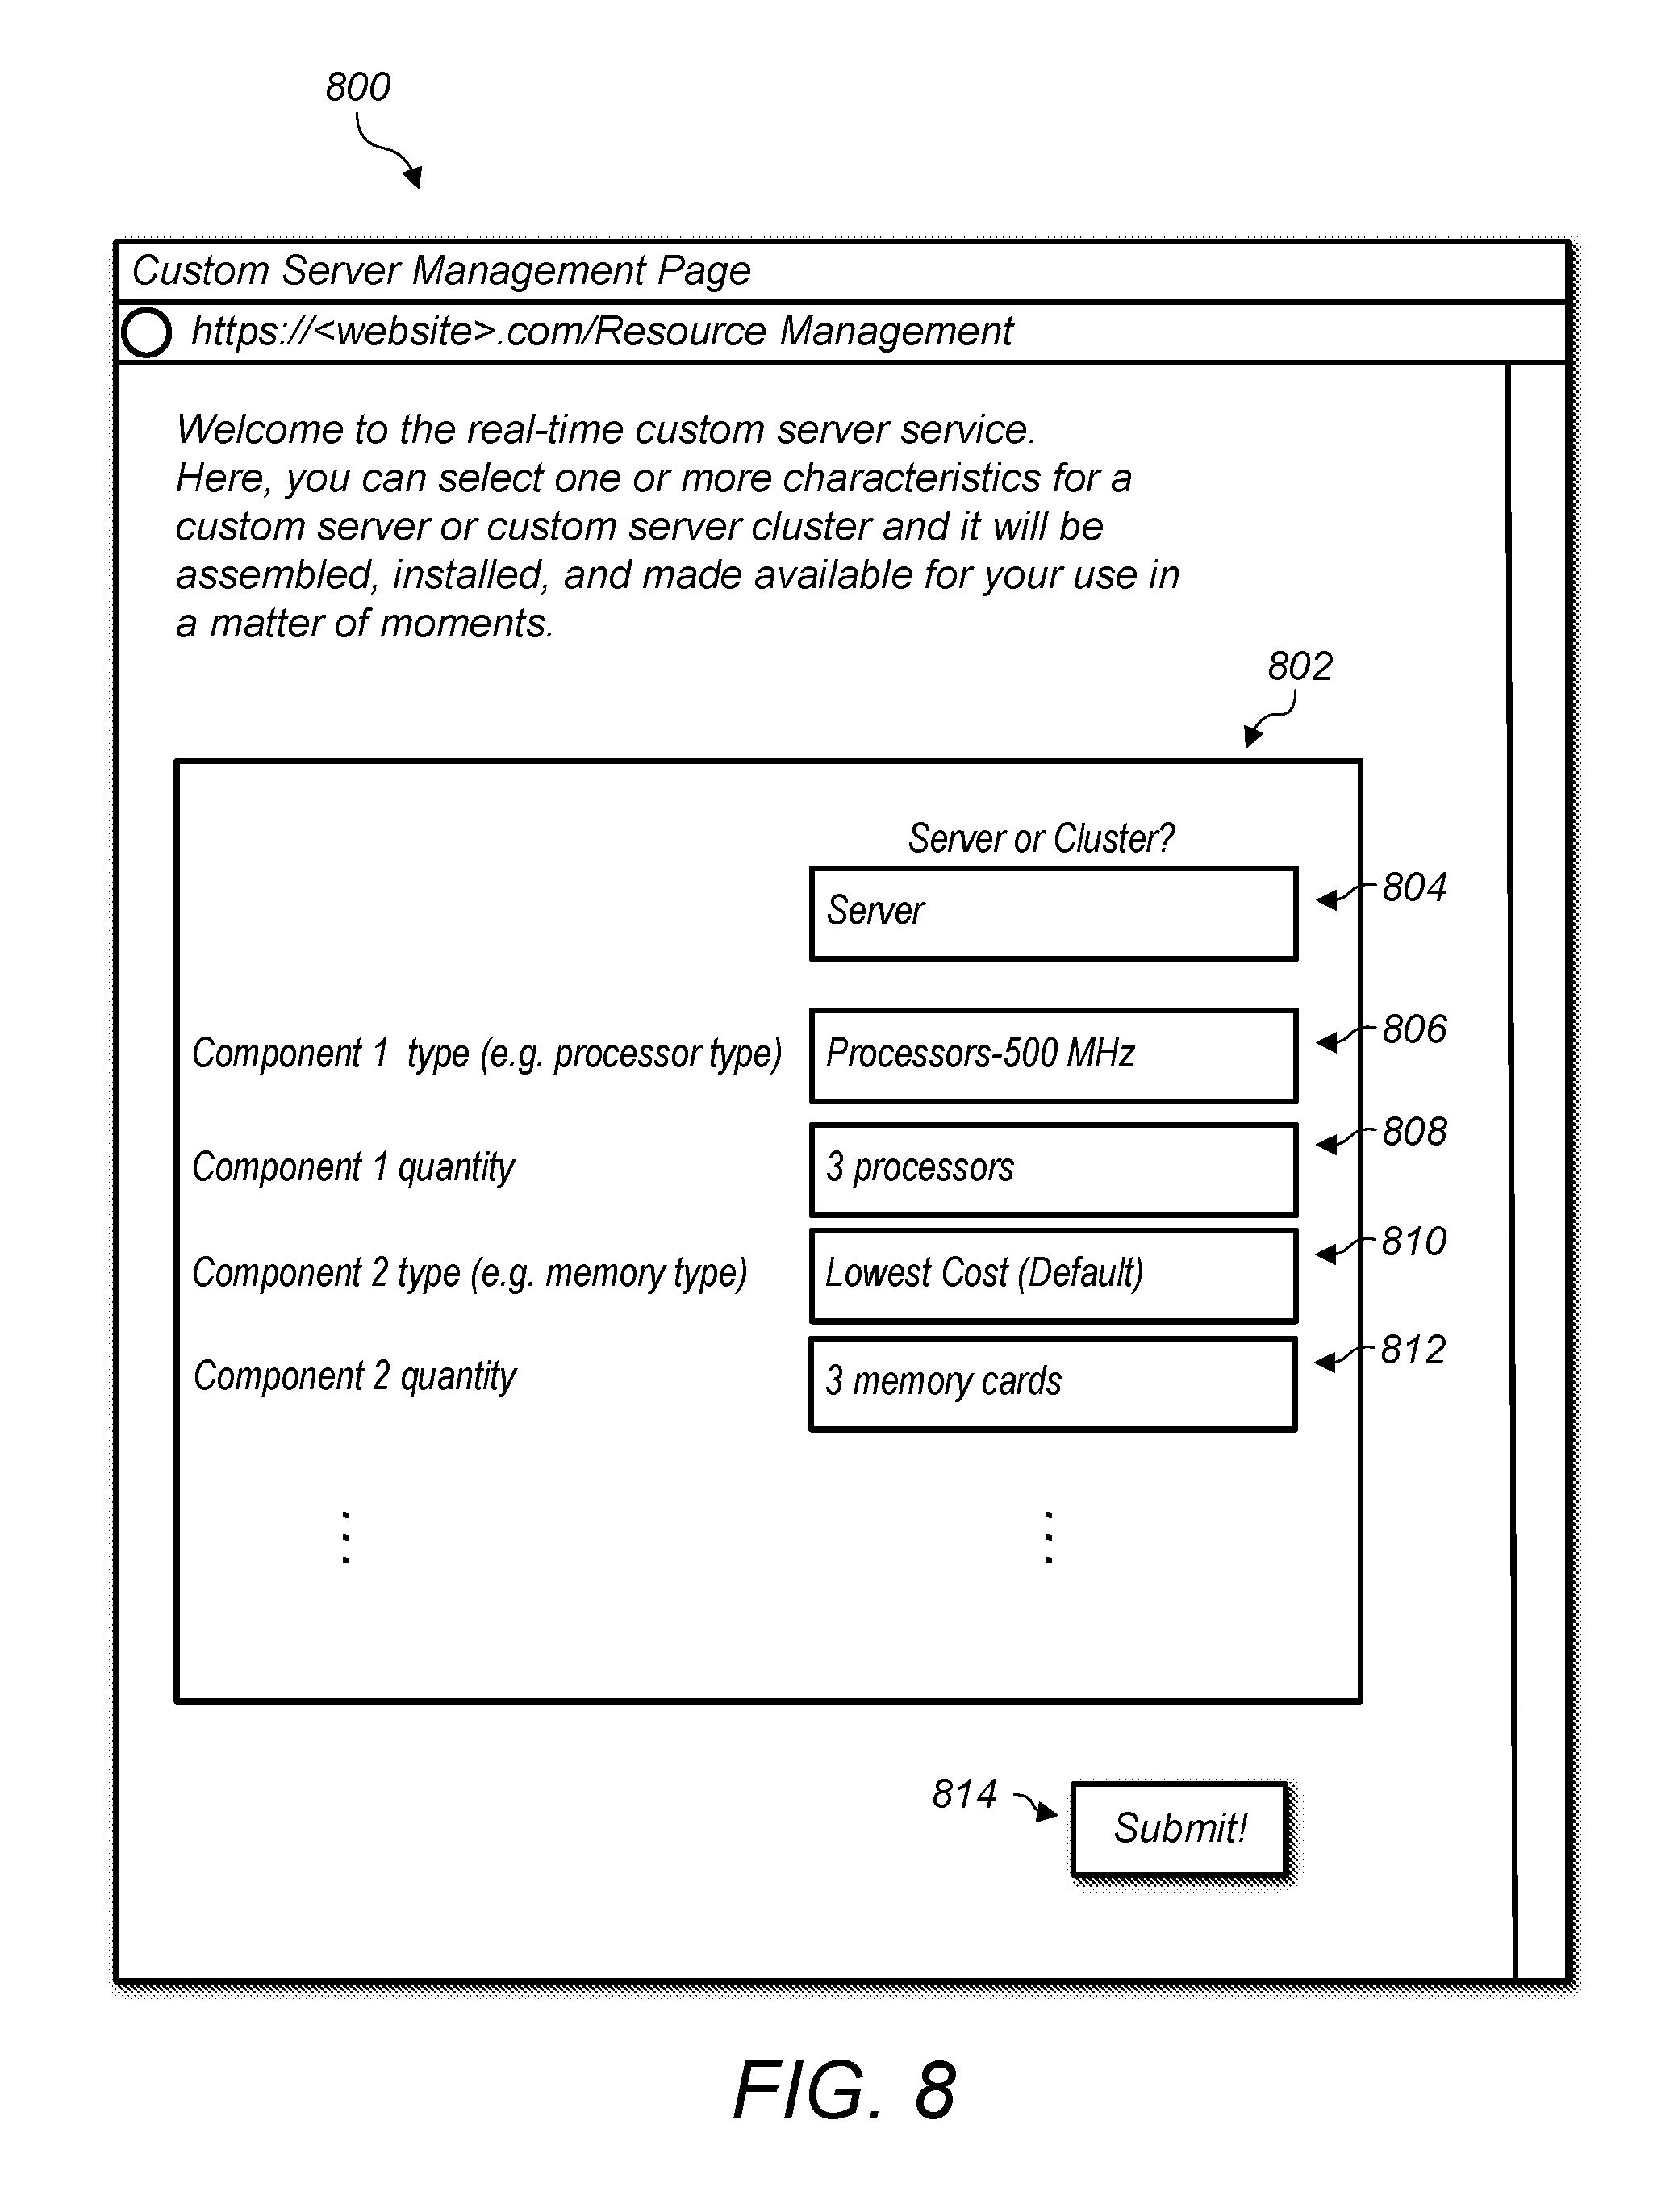 800
Custom Server Management Page
https://<website>.com/Resource Management
Welcome to the real-time custom server service.
Here, you can select one or more characteristics for a
custom server or custom server cluster and it will be
assembled, installed, and made available for your use in
a matter of moments.
802
Server or Cluster?
Server
804
Component 1 type (e.g. processor type)
Processors-500 MHz
806
Component 1 quantity
3 processors
808
Component 2 type (e.g. memory type)
Lowest Cost (Default)
810
Component 2 quantity
3 memory cards
812
814
Submit!
FIG. 8